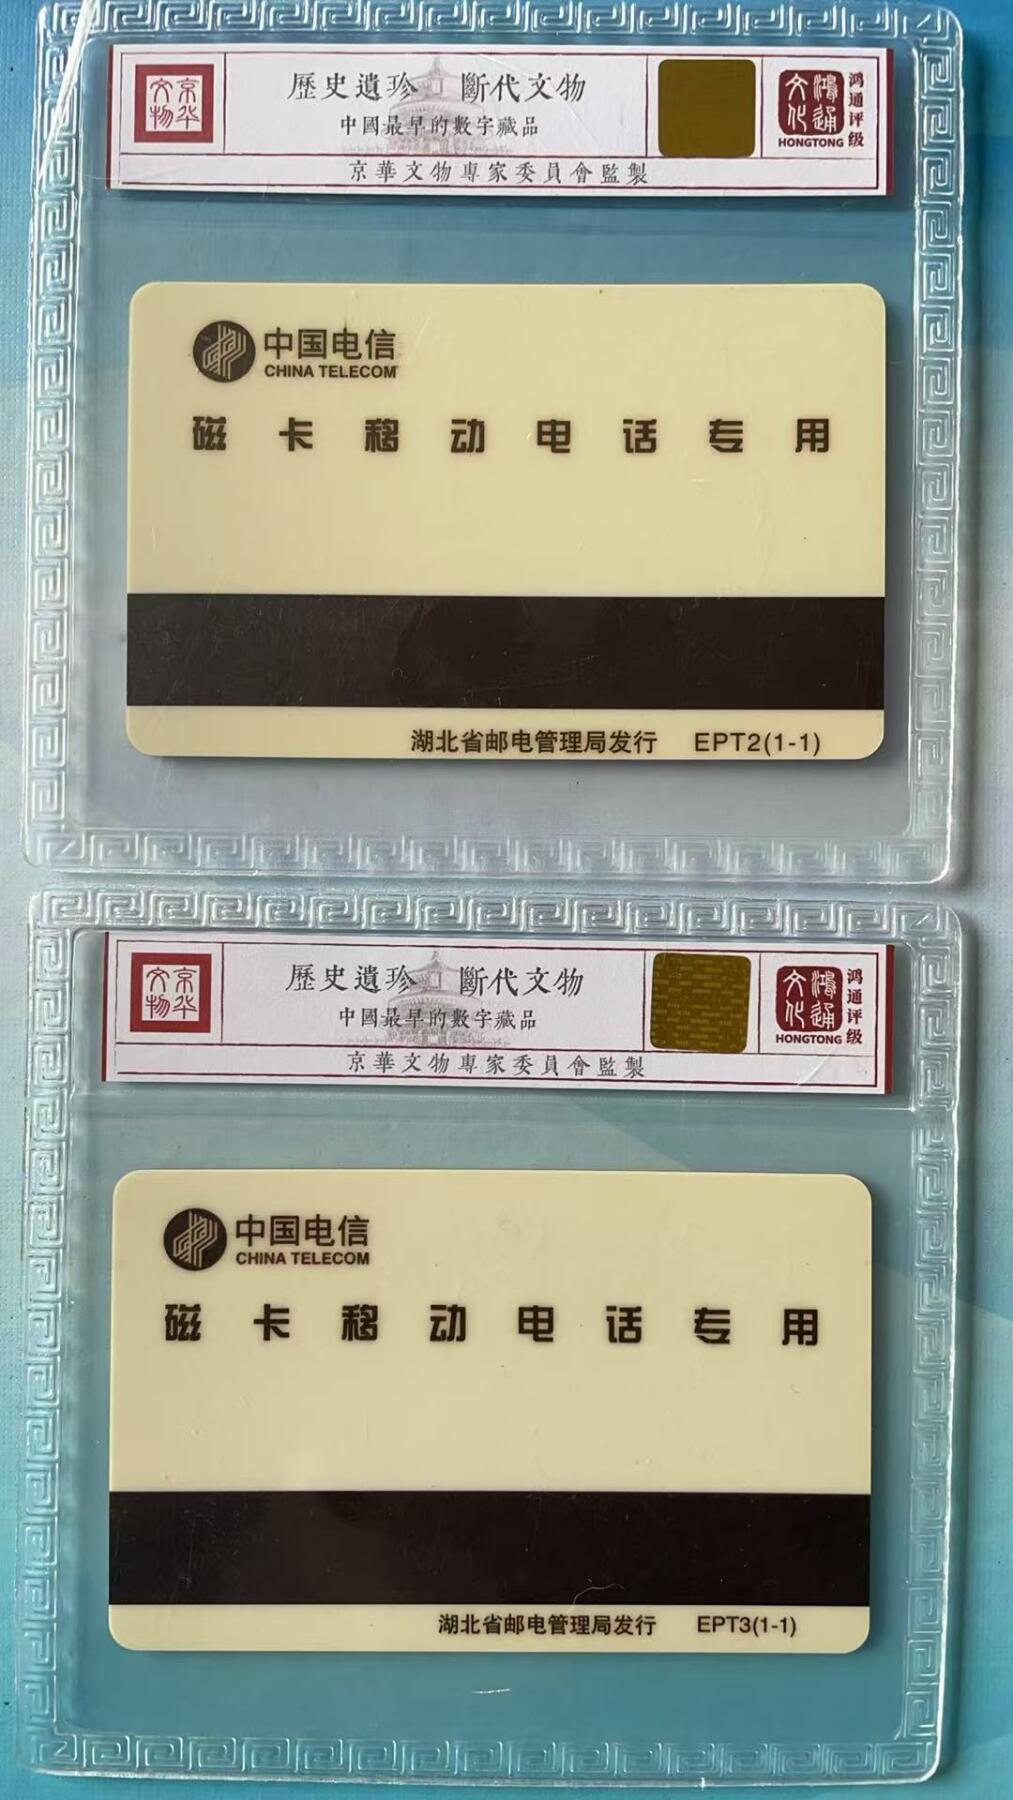 京华文物
歷史遺珍 斷代文物
中國最早的數字藏品
京華文物專家委員會監製
鴻通文化
HONGTONG
鸿通评级
中国电信
CHINA TELECOM
磁卡移动电话专用
湖北省邮电管理局发行 EPT2(1-1)
京华文物
歷史遺珍 斷代文物
中國最早的數字藏品
京華文物專家委員會監製
鴻通文化
HONGTONG
鸿通评级
中国电信
CHINA TELECOM
磁卡移动电话专用
湖北省邮电管理局发行 EPT3(1-1)